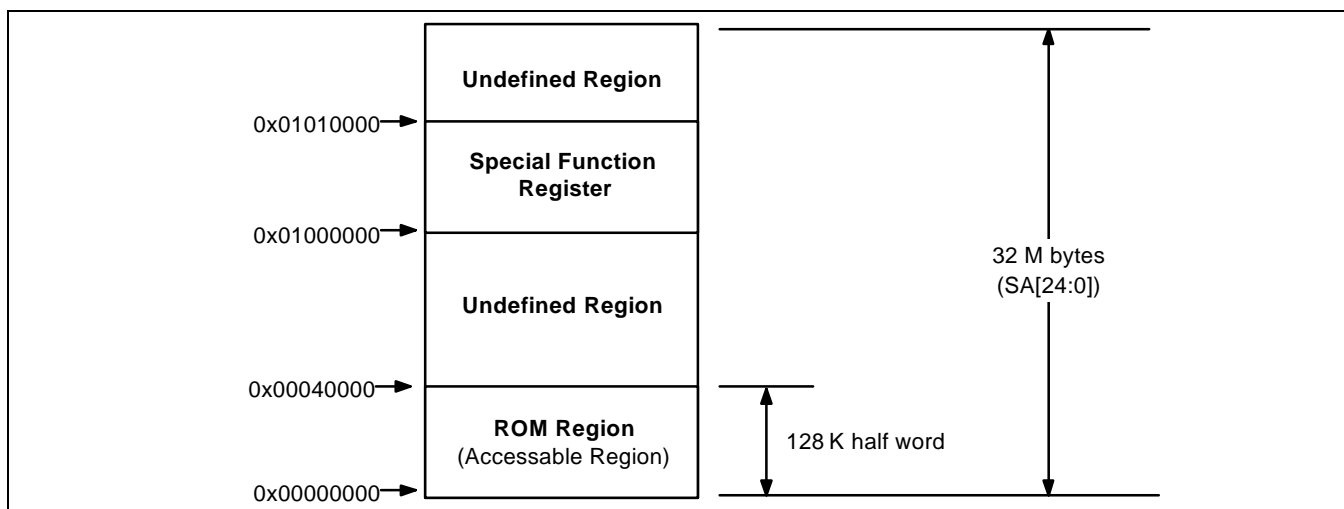 Undefined Region
0x01010000
Special Function
Register
0x01000000
32 M bytes
(SA[24:0])
Undefined Region
0x00040000
ROM Region
(Accessable Region)
128 K half word
0x00000000